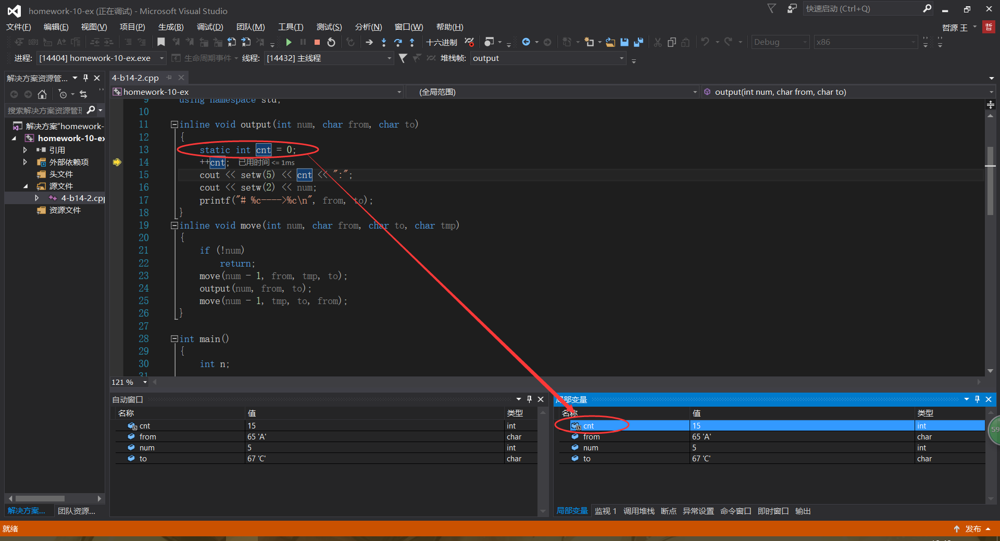 homework-10-ex (正在调试) - Microsoft Visual Studio
快速启动 (Ctrl+Q)
文件(F) 编辑(E) 视图(V) 项目(P) 生成(B) 调试(D) 团队(M) 工具(T) 测试(S) 分析(N) 窗口(W) 帮助(H)
哲源 王 哲
十六进制 Debug x86
进程: [14404] homework-10-ex.exe 生命周期事件 线程: [14432] 主线程 堆栈帧: output
解决方案资源管...
搜索解决方案资源管理
解决方案"homework-
homework-10-ex
引用
外部依赖项
头文件
源文件
4-b14-2.cpp
资源文件
解决方案... 团队资源...
4-b14-2.cpp
homework-10-ex (全局范围) output(int num, char from, char to)
9 using namespace std;
10
11 inline void output(int num, char from, char to)
12 {
13 static int cnt = 0;
14 ++cnt; 已用时间 <= 1ms
15 cout << setw(5) << cnt << ":";
16 cout << setw(2) << num;
17 printf("# %c---->%c\n", from, to);
18 }
19 inline void move(int num, char from, char to, char tmp)
20 {
21 if (!num)
22 return;
23 move(num - 1, from, tmp, to);
24 output(num, from, to);
25 move(num - 1, tmp, to, from);
26 }
27
28 int main()
29 {
30 int n;
31
121 %
自动窗口
名称 值 类型
cnt 15 int
from 65 'A' char
num 5 int
to 67 'C' char
局部变量
名称 值 类型
cnt 15 int
from 65 'A' char
num 5 int
to 67 'C' char
局部变量 监视 1 调用堆栈 断点 异常设置 命令窗口 即时窗口 输出
59
就绪 发布